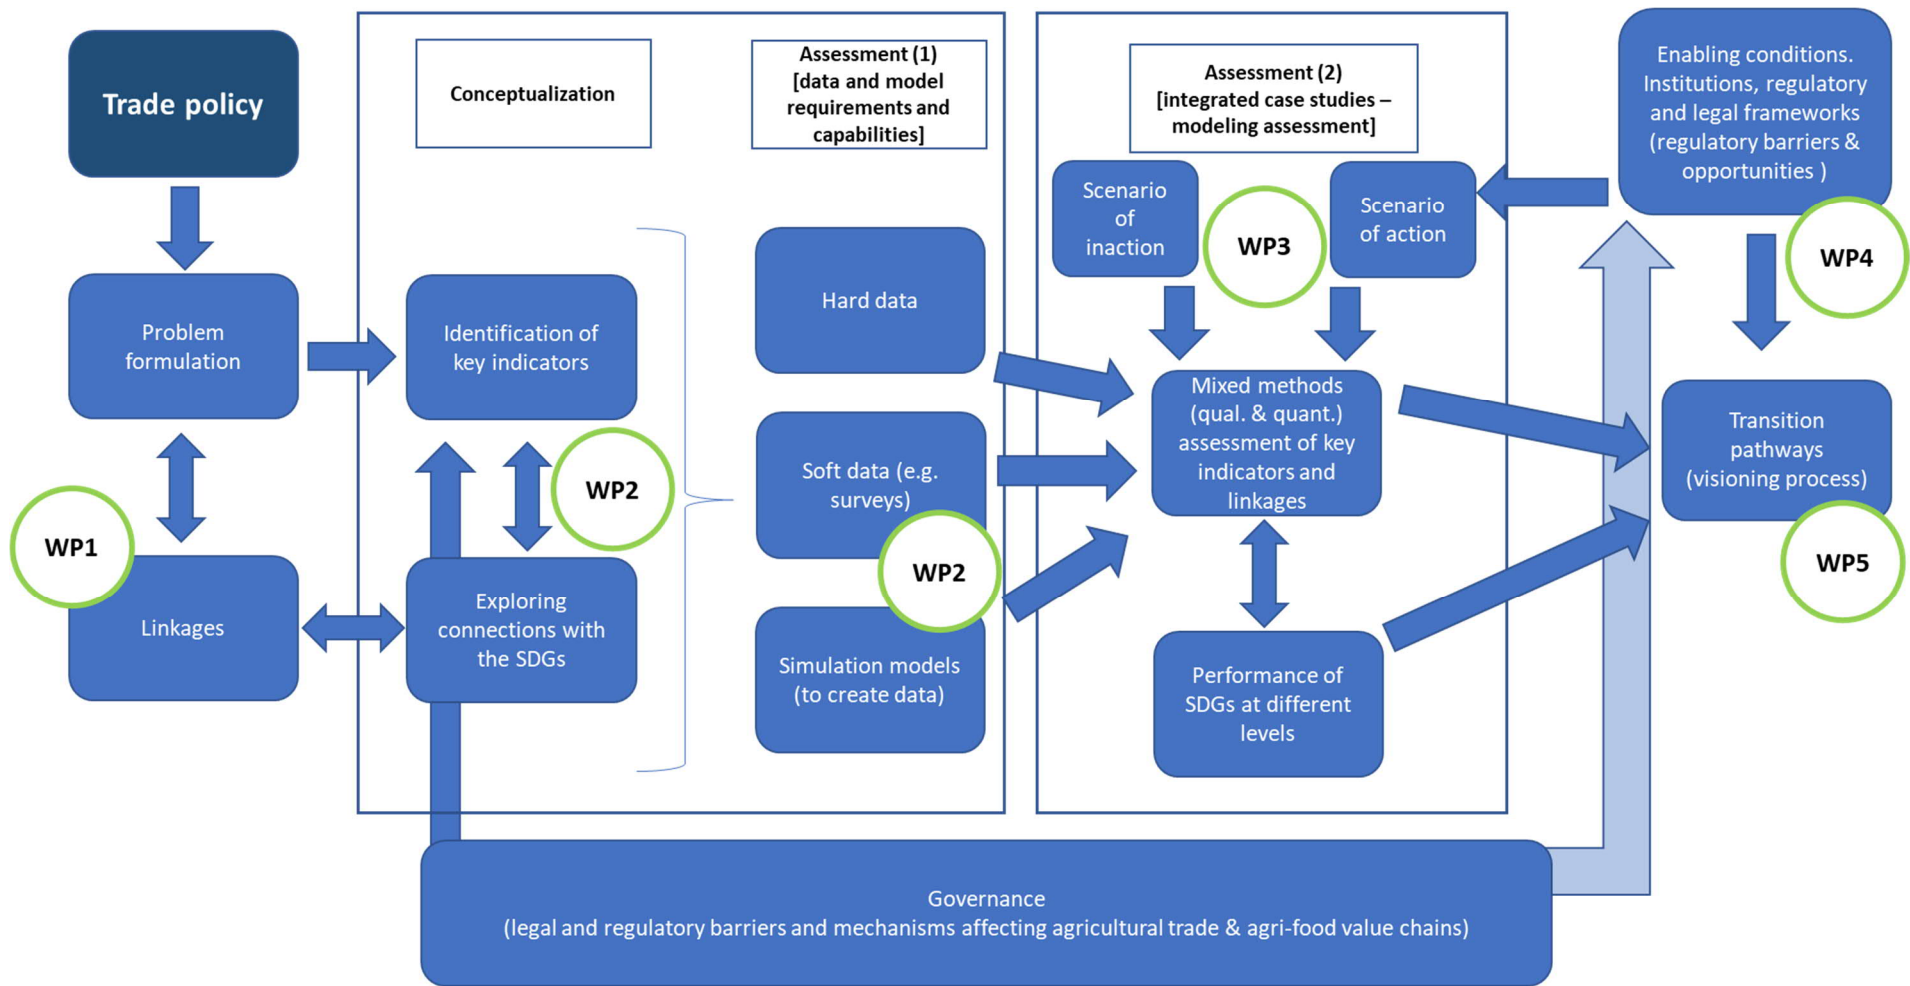 Trade policy
Problem
formulation
WP1
Linkages
Conceptualization
Identification of
key indicators
WP2
Exploring
connections with
the SDGs
Assessment (1)
[data and model
requirements and
capabilities]
Hard data
Soft data (e.g.
surveys)
WP2
Simulation models
(to create data)
Assessment (2)
[integrated case studies –
modeling assessment]
Scenario
of
inaction
WP3
Scenario
of action
Mixed methods
(qual. & quant.)
assessment of key
indicators and
linkages
Performance of
SDGs at different
levels
Enabling conditions.
Institutions, regulatory
and legal frameworks
(regulatory barriers &
opportunities )
WP4
Transition
pathways
(visioning process)
WP5
Governance
(legal and regulatory barriers and mechanisms affecting agricultural trade & agri-food value chains)